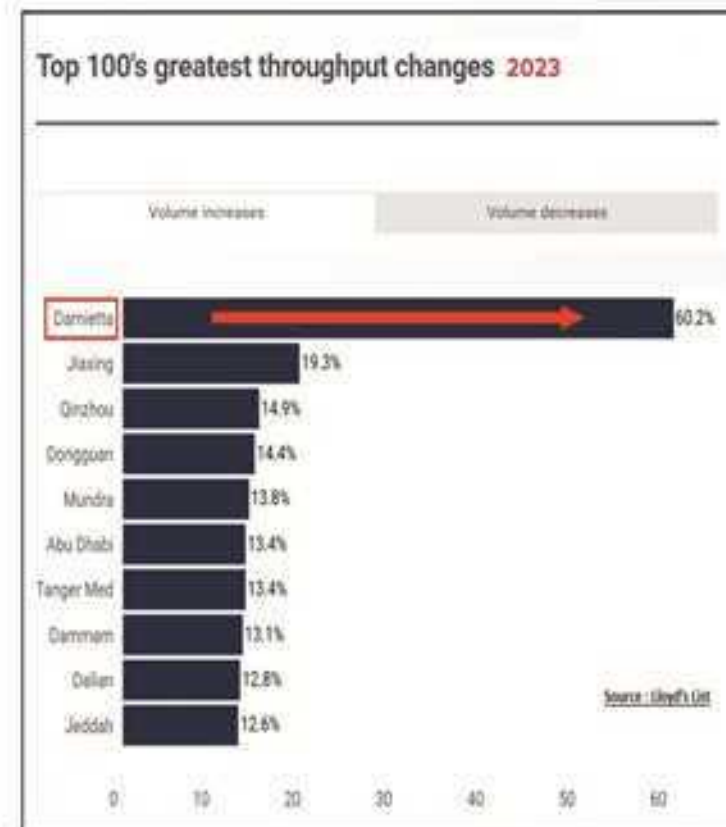 Top 100's greatest throughput changes 2023
Volume increases Volume decreases
Damietta 60.2%
Jiaxing 19.3%
Qinzhou 14.9%
Dongguan 14.4%
Mundra 13.8%
Abu Dhabi 13.4%
Tanger Med 13.4%
Dammam 13.1%
Dalian 12.8%
Jeddah 12.6%
Source : Lloyd's List
0 10 20 30 40 50 60